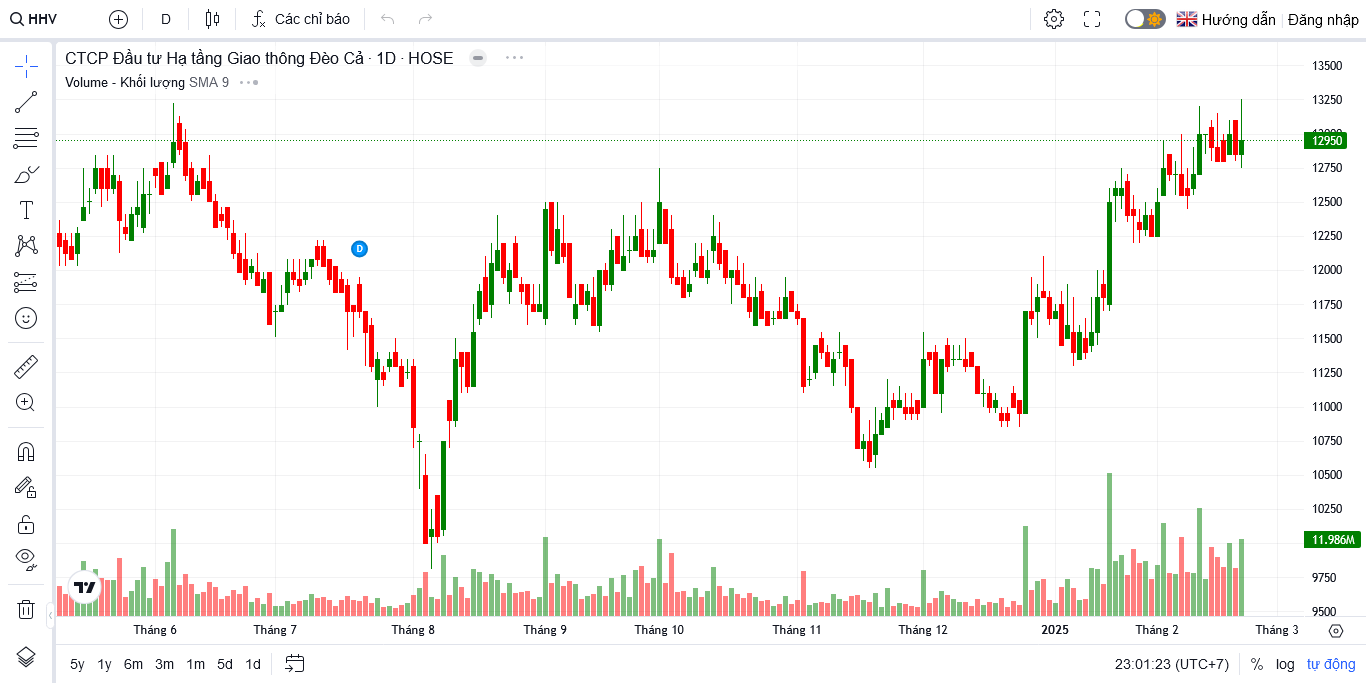 HHV D Các chỉ báo Hướng dẫn Đăng nhập
CTCP Đầu tư Hạ tầng Giao thông Đèo Cả · 1D · HOSE
Volume - Khối lượng SMA 9
13500
13250
13000
12950
12750
12500
12250
12000
11750
11500
11250
11000
10750
10500
10250
11.986M
9750
9500
D
Tháng 6 Tháng 7 Tháng 8 Tháng 9 Tháng 10 Tháng 11 Tháng 12 2025 Tháng 2 Tháng 3
5y 1y 6m 3m 1m 5d 1d 23:01:23 (UTC+7) % log tự động